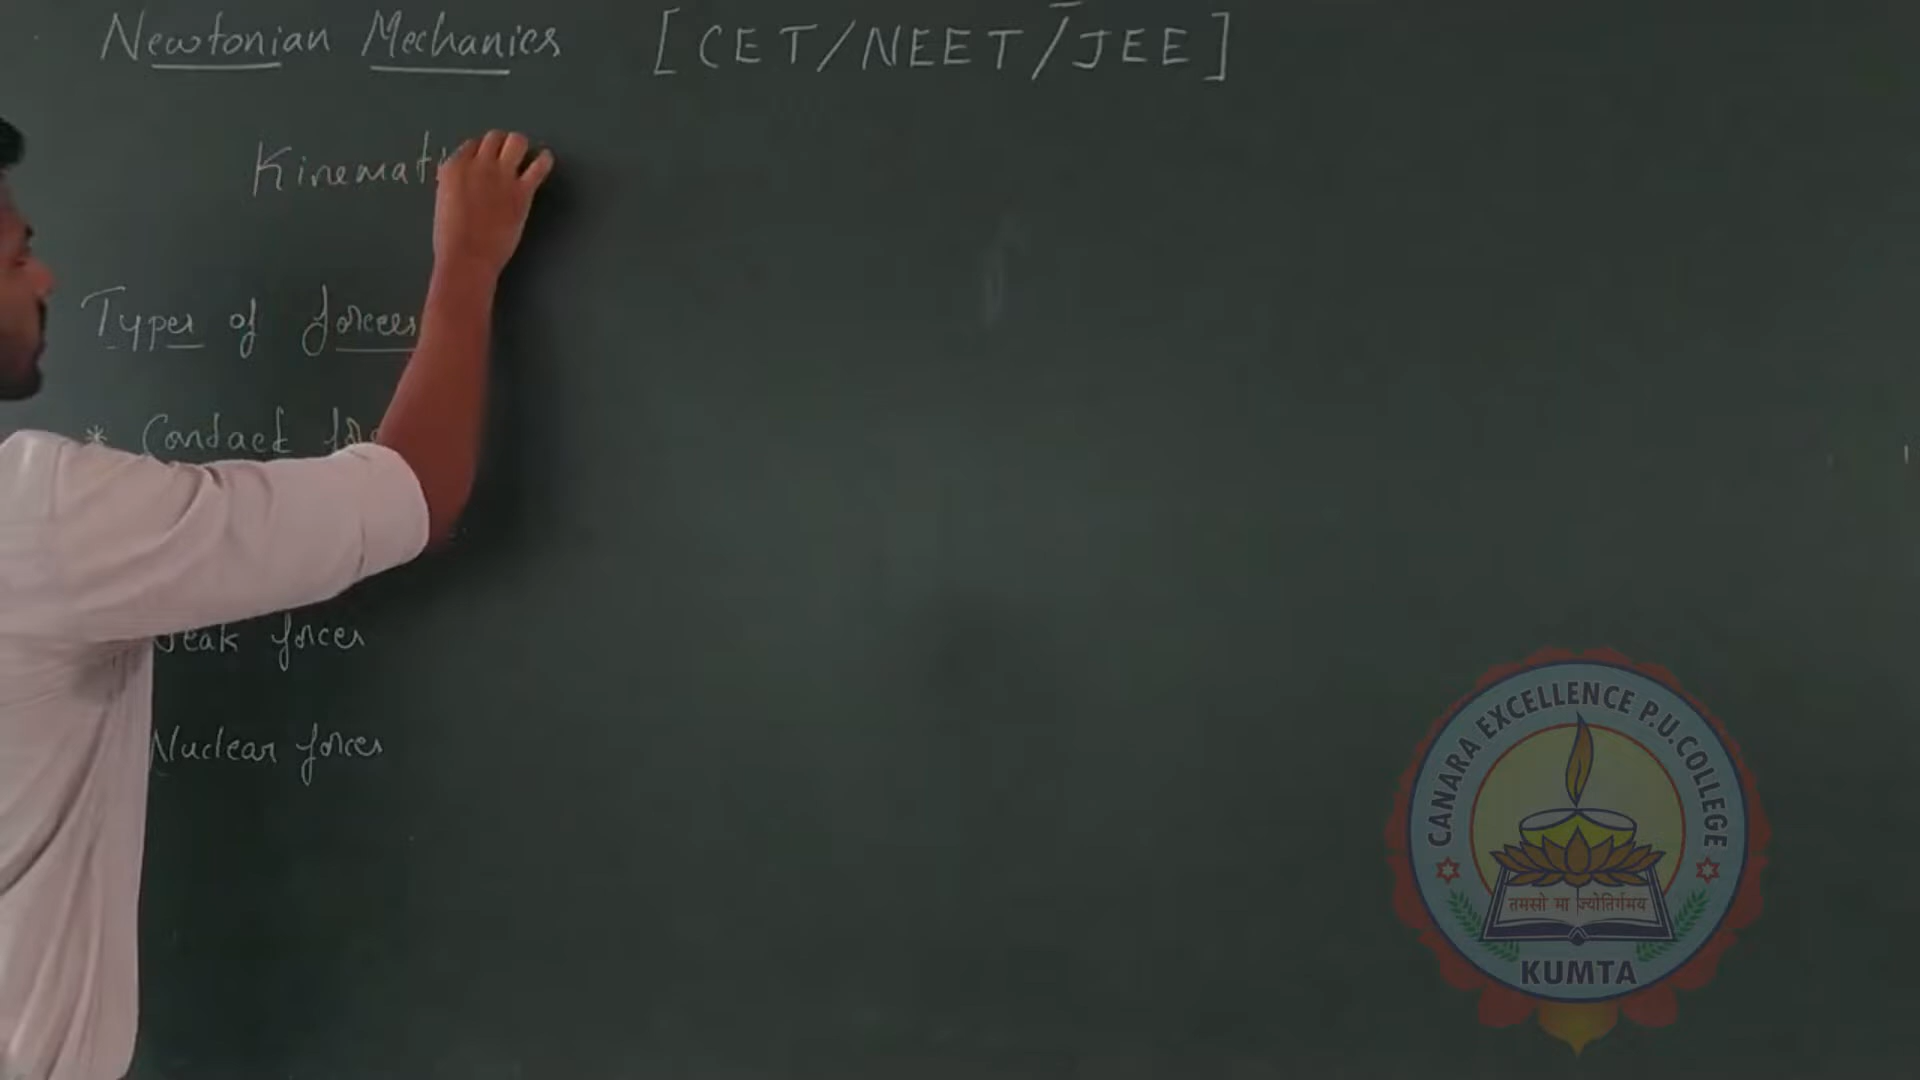 Newtonian Mechanics [CET/NEET/JEE]
Kinemati
Types of forces
* Contact
Weak forces
Nuclear forces
CANARA EXCELLENCE P.U.COLLEGE
तमसो मा ज्योतिर्गमय
KUMTA